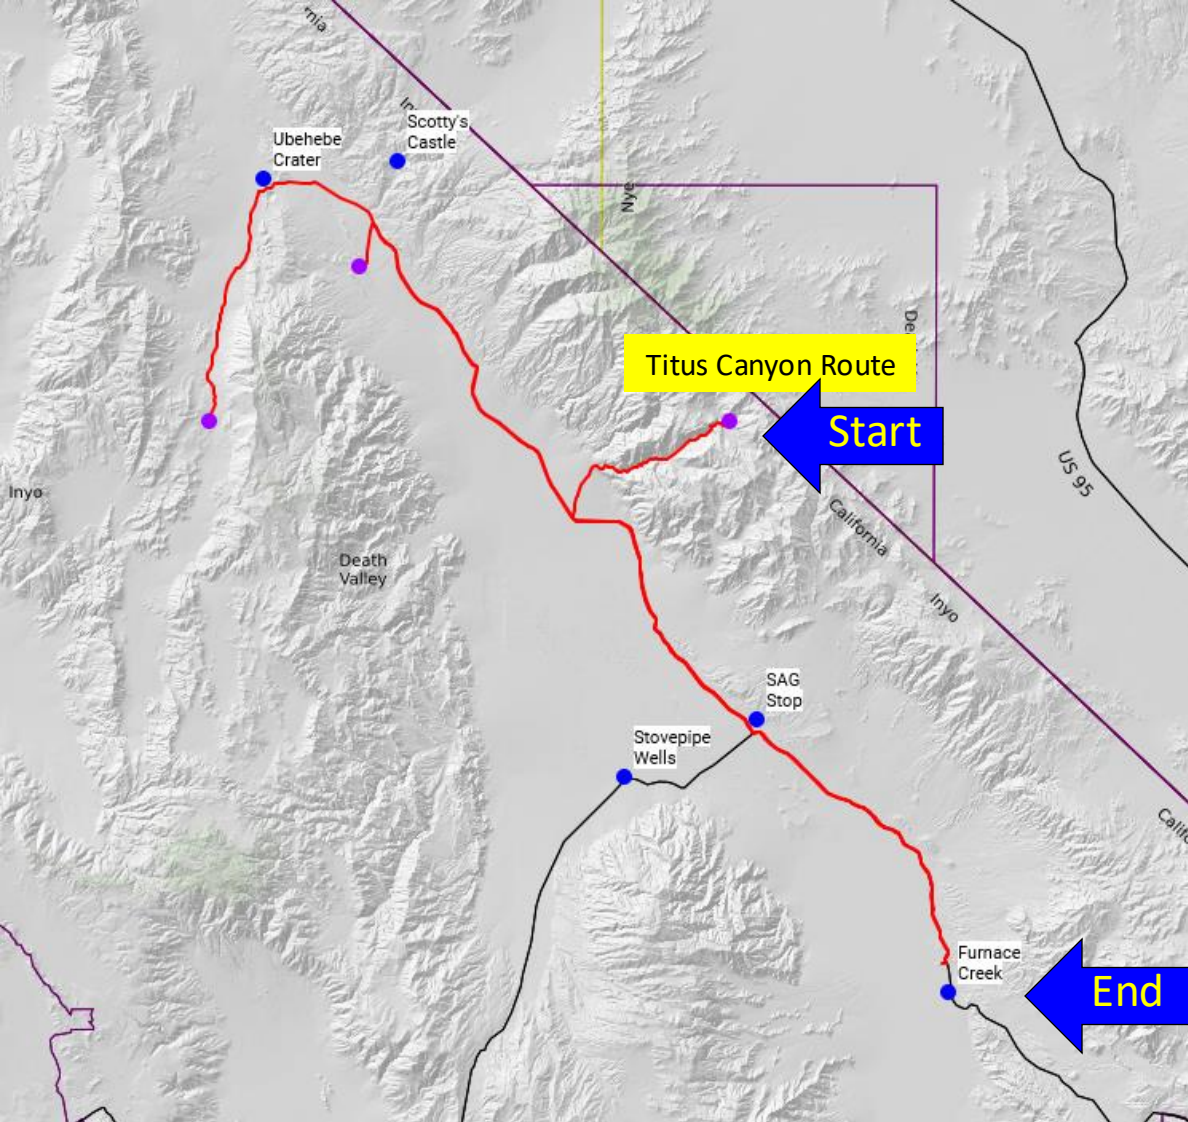 Scotty's
Castle
Ubehebe
Crater
Nye
Titus Canyon Route
Start
US 95
Inyo
California
Death
Valley
Inyo
SAG
Stop
Stovepipe
Wells
Furnace
Creek
End